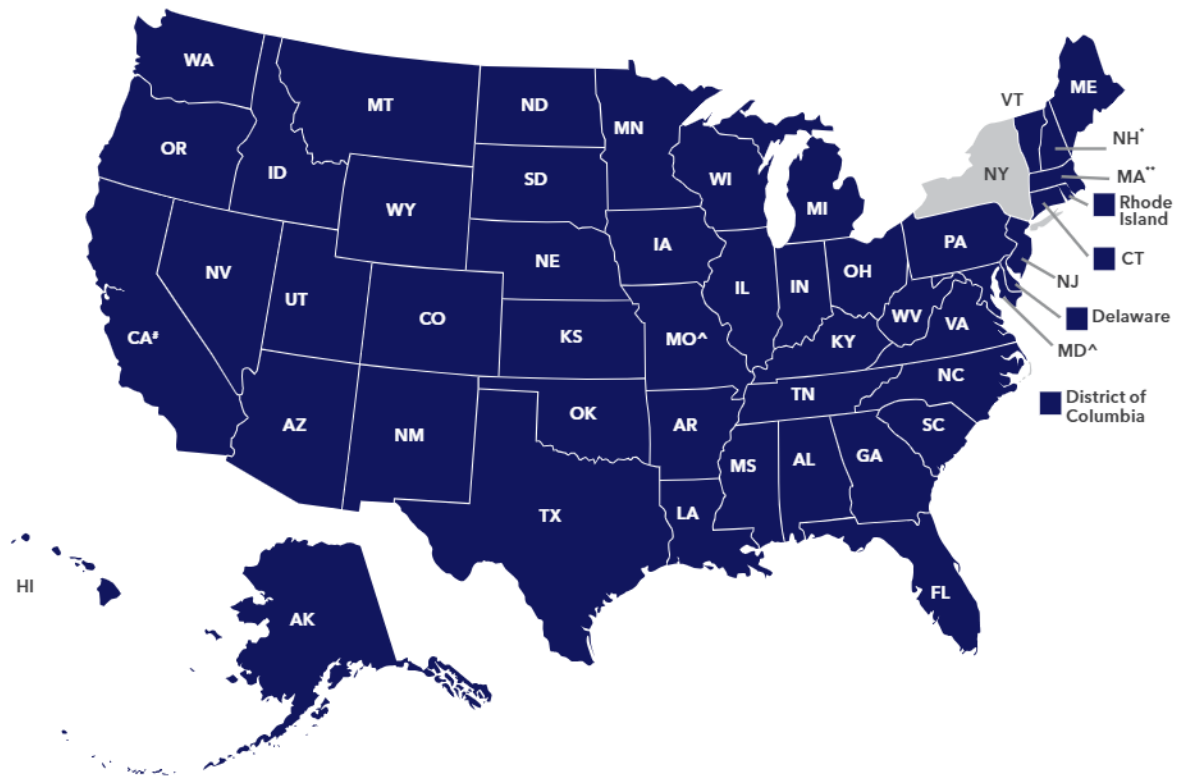 WA
MT
ND
MN
ME
VT
OR
ID
SD
WI
MI
NY
NH*
MA**
Rhode
Island
WY
IA
PA
CT
NV
UT
NE
IL
IN
OH
NJ
CO
WV
VA
Delaware
CA#
KS
MO^
KY
MD^
NC
District of
Columbia
AZ
NM
OK
AR
TN
SC
MS
AL
GA
TX
LA
HI
AK
FL